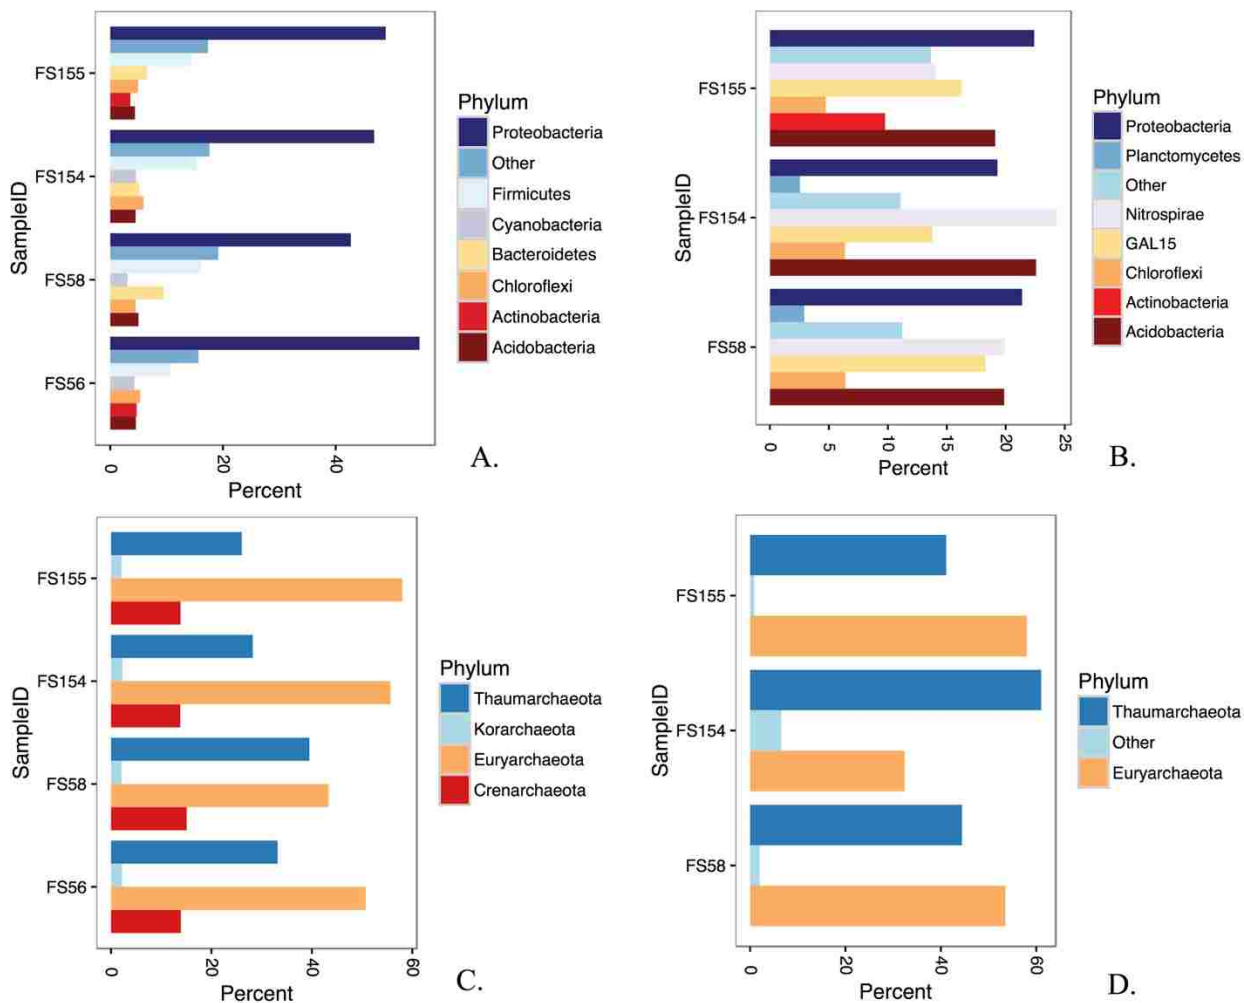 FS155
FS154
FS58
FS56
SampleID
0
20
40
Percent
Phylum
Proteobacteria
Other
Firmicutes
Cyanobacteria
Bacteroidetes
Chloroflexi
Actinobacteria
Acidobacteria
A.
FS155
FS154
FS58
SampleID
0
5
10
15
20
25
Percent
Phylum
Proteobacteria
Planctomycetes
Other
Nitrospirae
GAL15
Chloroflexi
Actinobacteria
Acidobacteria
B.
FS155
FS154
FS58
FS56
SampleID
0
20
40
60
Percent
Phylum
Thaumarchaeota
Korarchaeota
Euryarchaeota
Crenarchaeota
C.
FS155
FS154
FS58
SampleID
0
20
40
60
Percent
Phylum
Thaumarchaeota
Other
Euryarchaeota
D.